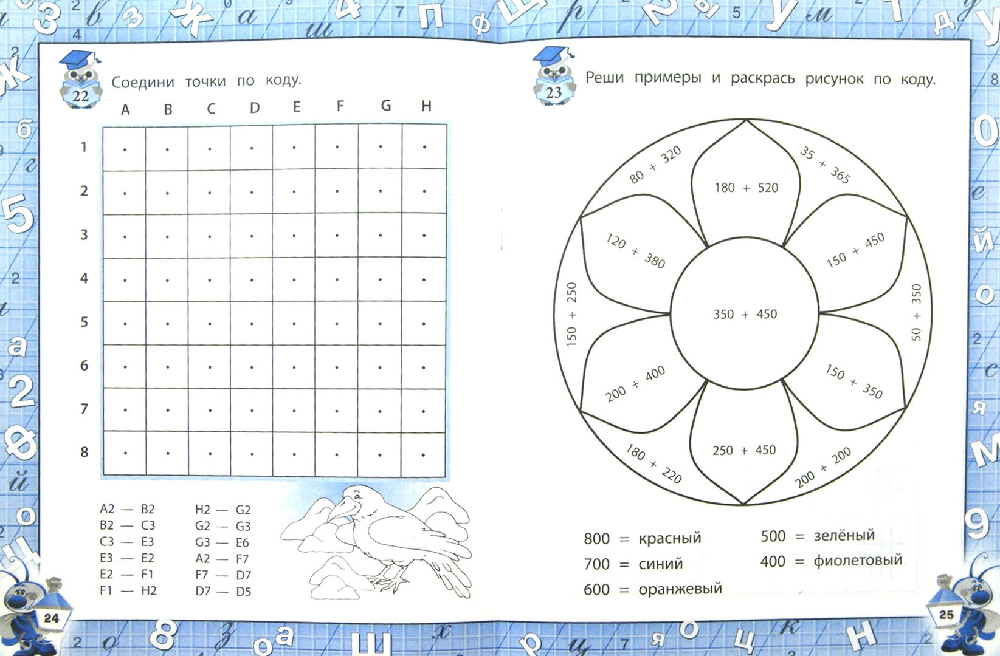 22
Соедини точки по коду.
A B C D E F G H
1
2
3
4
5
6
7
8
A2 — B2
B2 — C3
C3 — E3
E3 — E2
E2 — F1
F1 — H2
H2 — G2
G2 — G3
G3 — E6
A2 — F7
F7 — D7
D7 — D5
24
23
Реши примеры и раскрась рисунок по коду.
80 + 320
180 + 520
35 + 365
120 + 380
150 + 450
150 + 250
350 + 450
50 + 350
200 + 400
150 + 350
180 + 220
250 + 450
200 + 200
800 = красный
700 = синий
600 = оранжевый
500 = зелёный
400 = фиолетовый
25